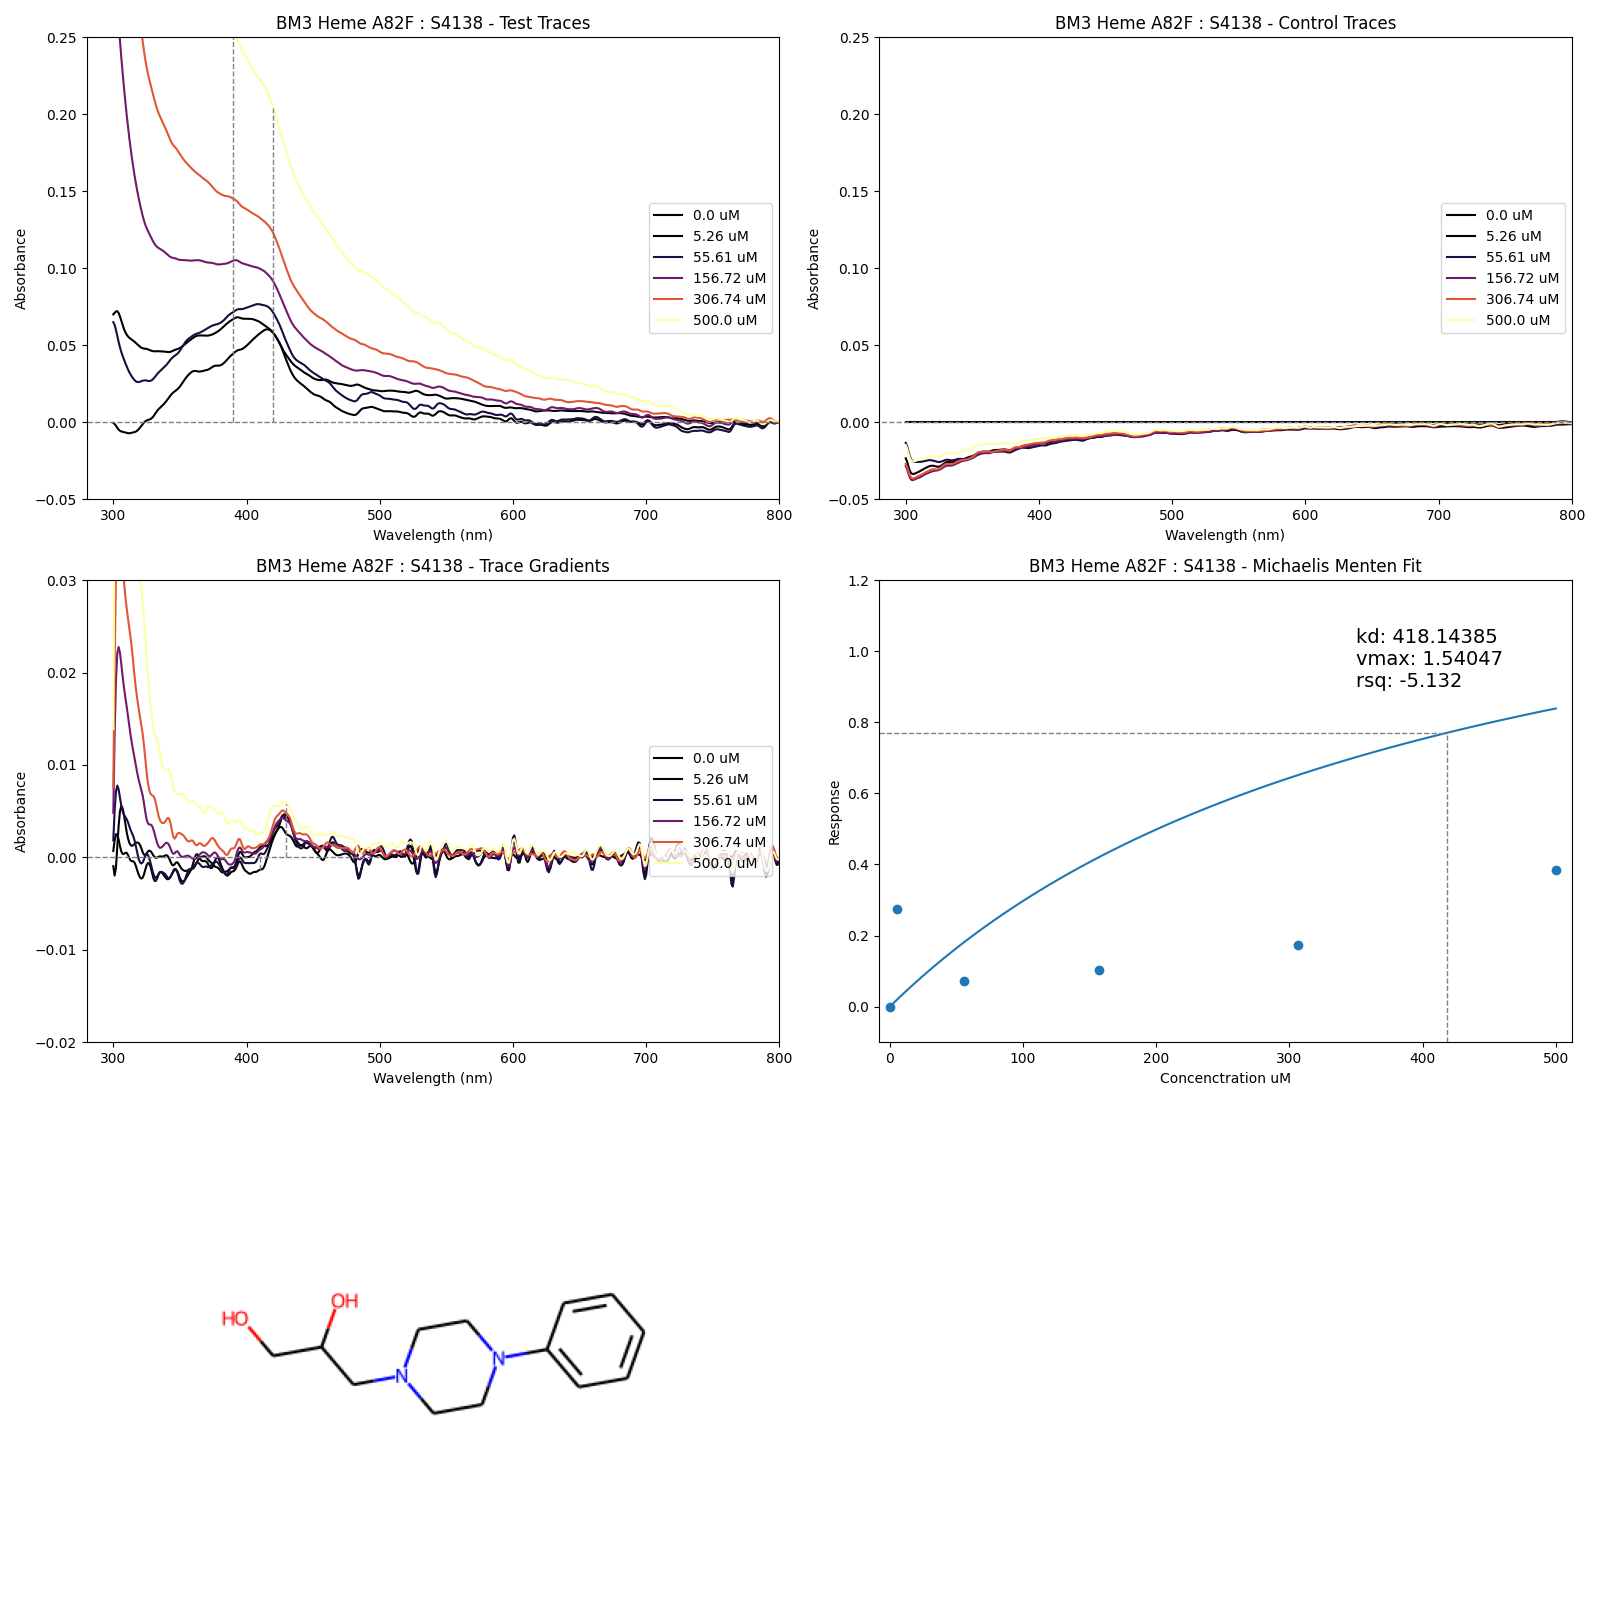 BM3 Heme A82F : S4138 - Test Traces
0.25
0.20
0.15
0.10
0.05
0.00
−0.05
Absorbance
0.0 uM
5.26 uM
55.61 uM
156.72 uM
306.74 uM
500.0 uM
300 400 500 600 700 800
Wavelength (nm)
BM3 Heme A82F : S4138 - Control Traces
0.25
0.20
0.15
0.10
0.05
0.00
−0.05
Absorbance
0.0 uM
5.26 uM
55.61 uM
156.72 uM
306.74 uM
500.0 uM
300 400 500 600 700 800
Wavelength (nm)
BM3 Heme A82F : S4138 - Trace Gradients
0.03
0.02
0.01
0.00
−0.01
−0.02
Absorbance
0.0 uM
5.26 uM
55.61 uM
156.72 uM
306.74 uM
500.0 uM
300 400 500 600 700 800
Wavelength (nm)
BM3 Heme A82F : S4138 - Michaelis Menten Fit
1.2
1.0
0.8
0.6
0.4
0.2
0.0
Response
kd: 418.14385
vmax: 1.54047
rsq: -5.132
0 100 200 300 400 500
Concenctration uM
HO
OH
N
N